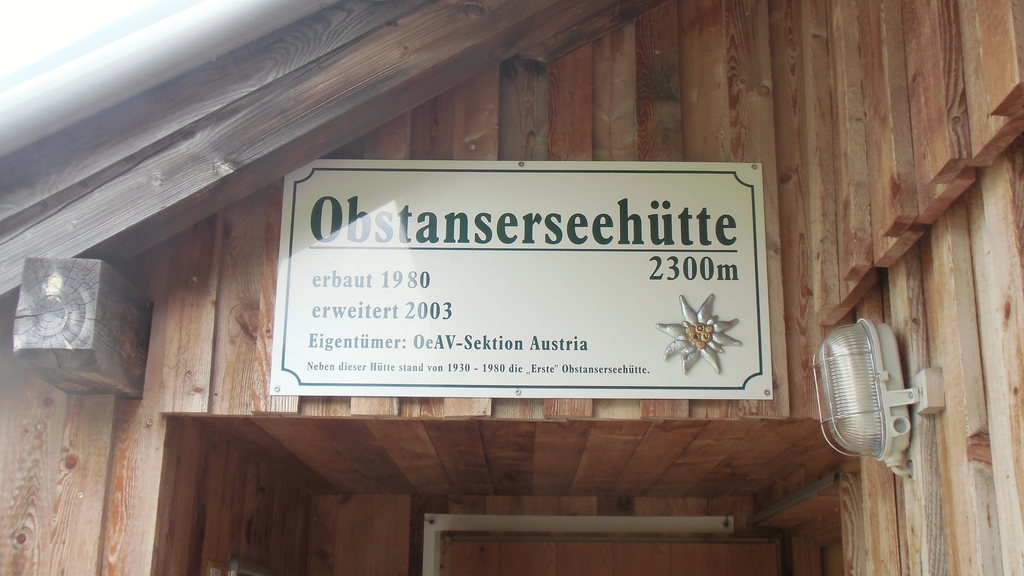 Obstanserseehütte
2300m
erbaut 1980
erweitert 2003
Eigentümer: OeAV-Sektion Austria
Neben dieser Hütte stand von 1930 - 1980 die „Erste" Obstanserseehütte.